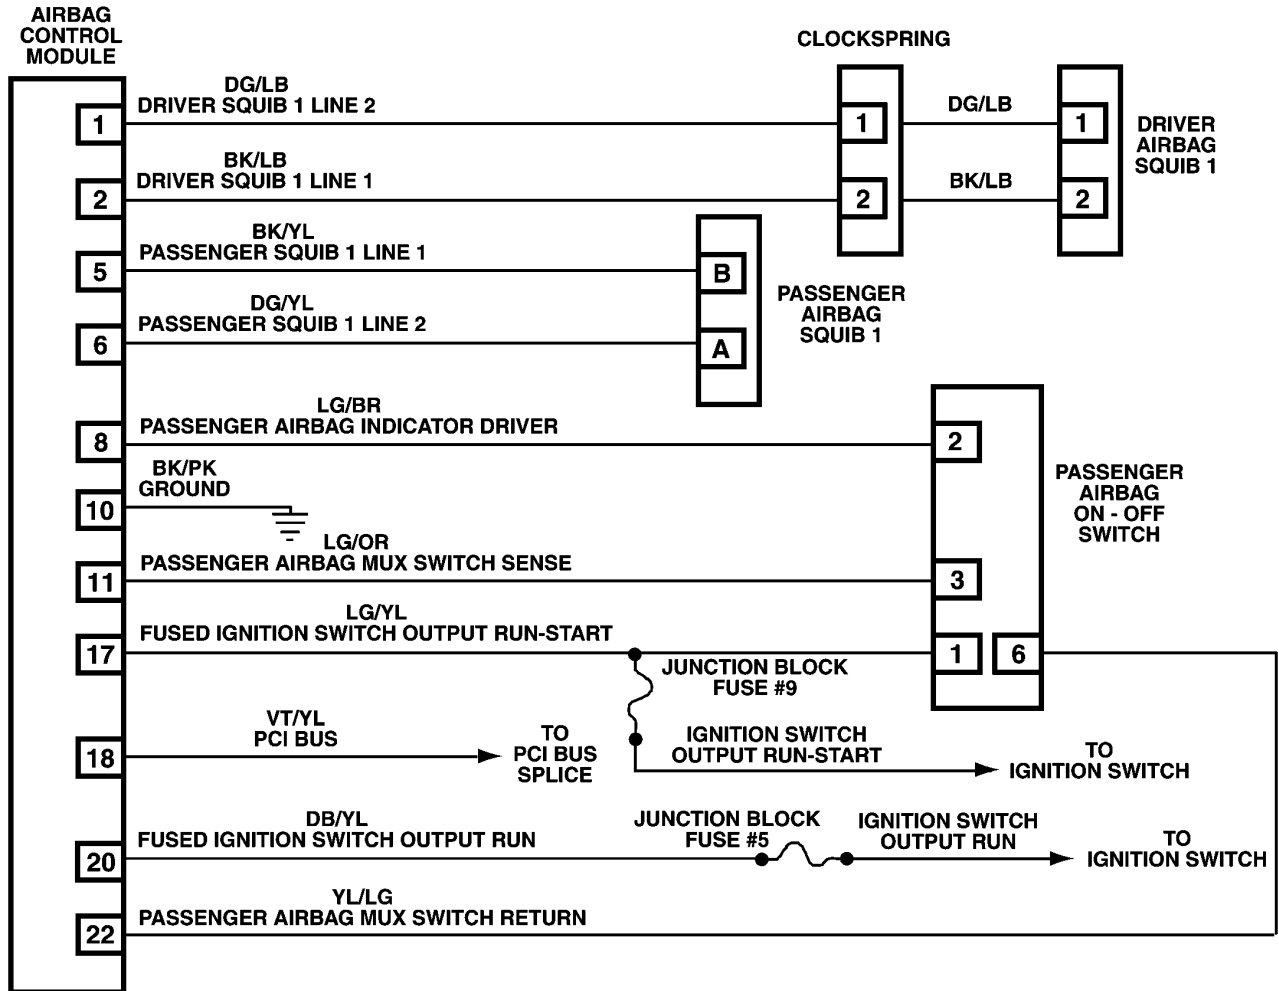 AIRBAG
CONTROL
MODULE
CLOCKSPRING
DG/LB
DRIVER SQUIB 1 LINE 2
1
1
DG/LB
1
DRIVER
AIRBAG
SQUIB 1
BK/LB
DRIVER SQUIB 1 LINE 1
2
2
BK/LB
2
BK/YL
PASSENGER SQUIB 1 LINE 1
5
B
DG/YL
PASSENGER SQUIB 1 LINE 2
6
A
PASSENGER
AIRBAG
SQUIB 1
LG/BR
PASSENGER AIRBAG INDICATOR DRIVER
8
2
BK/PK
GROUND
10
PASSENGER
AIRBAG
ON - OFF
SWITCH
LG/OR
PASSENGER AIRBAG MUX SWITCH SENSE
11
3
LG/YL
FUSED IGNITION SWITCH OUTPUT RUN-START
17
1
6
JUNCTION BLOCK
FUSE #9
VT/YL
PCI BUS
18
TO
PCI BUS
SPLICE
IGNITION SWITCH
OUTPUT RUN-START
TO
IGNITION SWITCH
DB/YL
FUSED IGNITION SWITCH OUTPUT RUN
20
JUNCTION BLOCK
FUSE #5
IGNITION SWITCH
OUTPUT RUN
TO
IGNITION SWITCH
YL/LG
PASSENGER AIRBAG MUX SWITCH RETURN
22